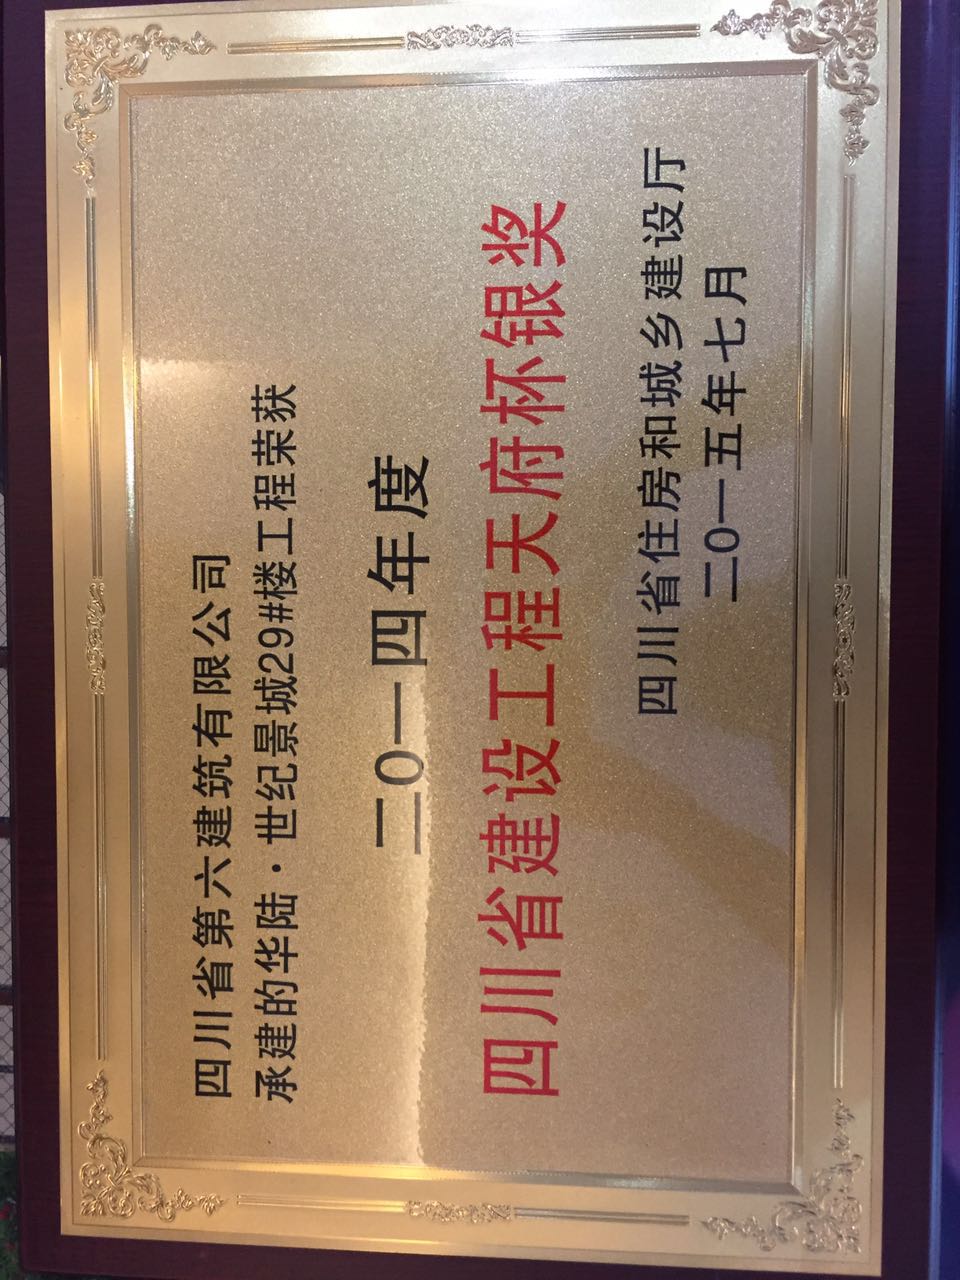 四川省第六建筑有限公司
承建的华陆·世纪景城29#楼工程荣获
二0一四年度
四川省建设工程天府杯银奖
四川省住房和城乡建设厅
二0一五年七月